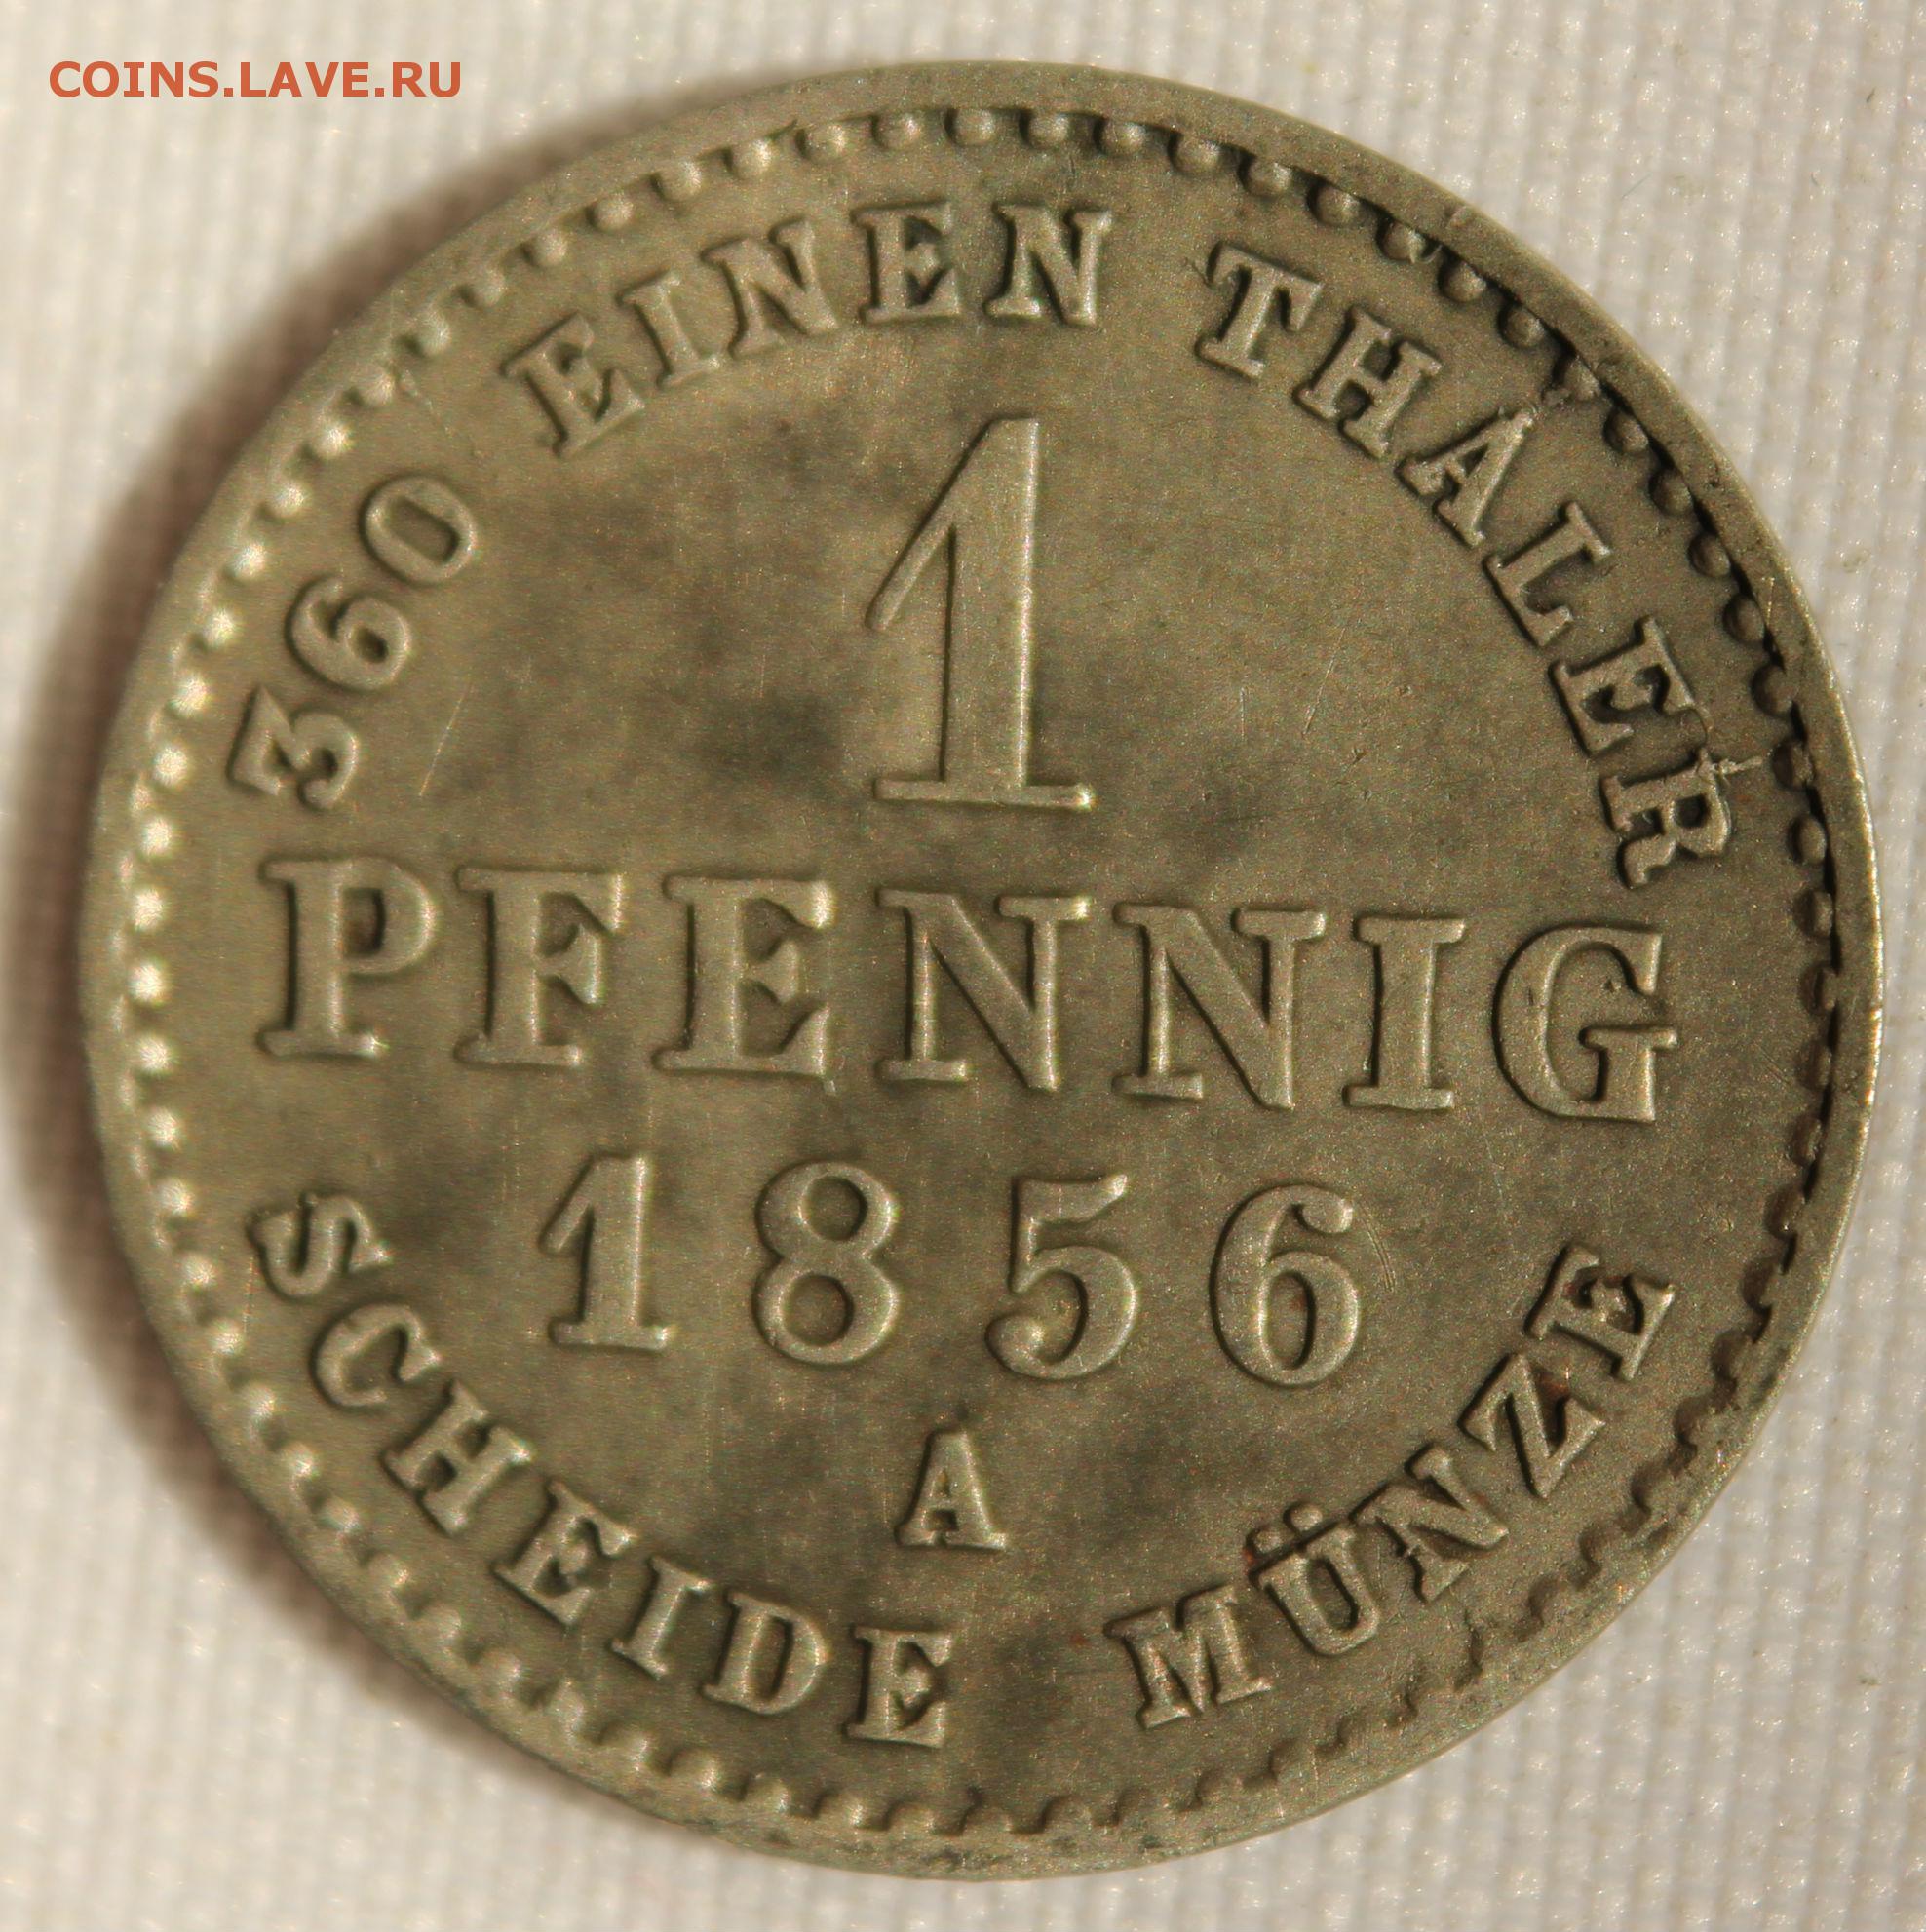 COINS.LAVE.RU
360 EINEN THALER
1
PFENNIG
1856
A
SCHEIDE MÜNZE